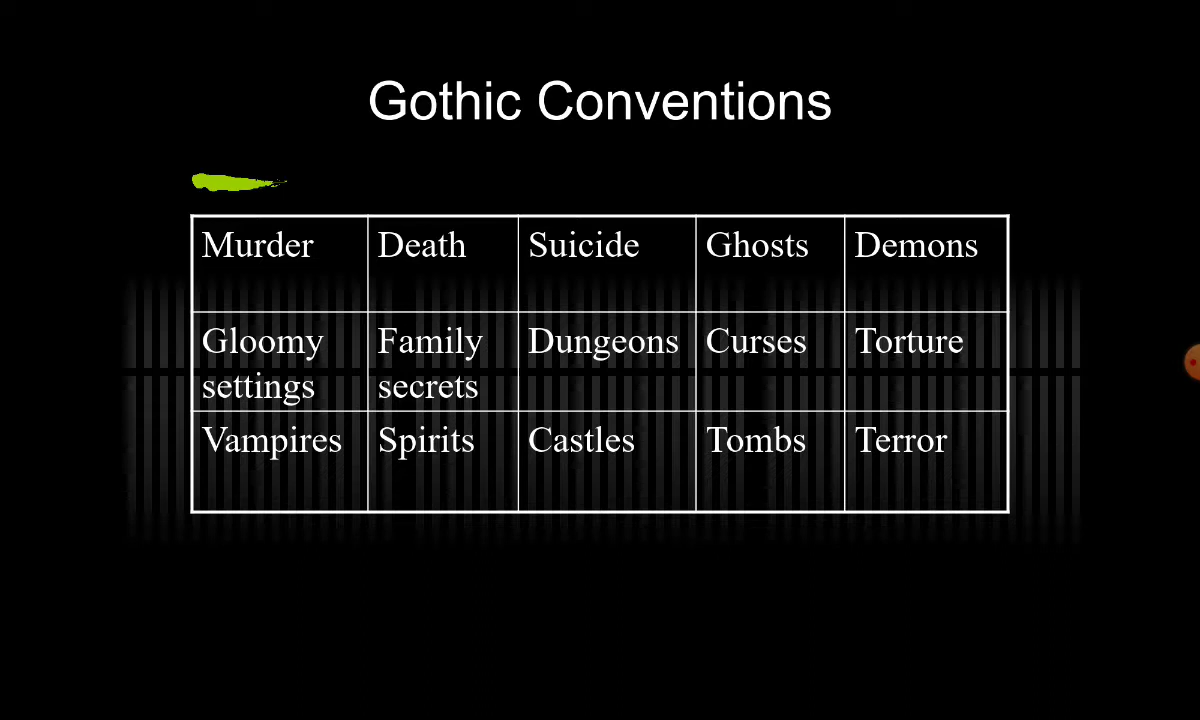 Gothic Conventions
Murder Death Suicide Ghosts Demons
Gloomy Family Dungeons Curses Torture
settings secrets
Vampires Spirits Castles Tombs Terror